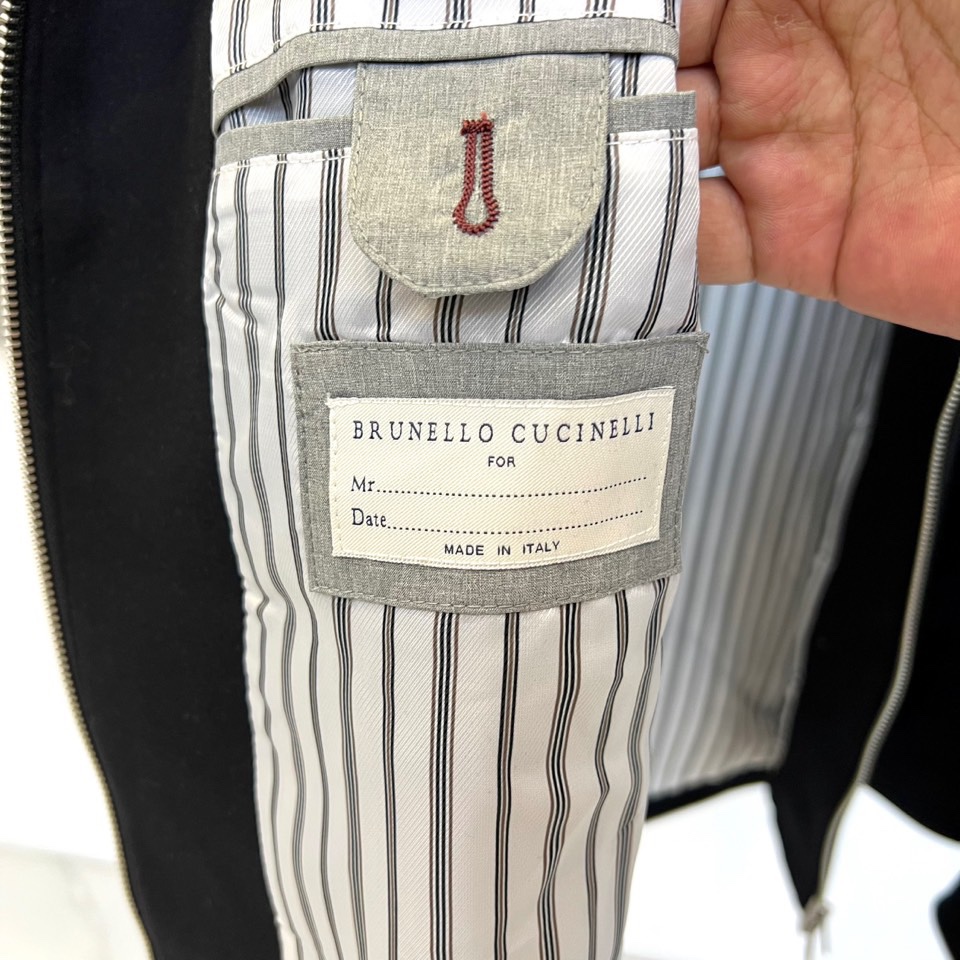 BRUNELLO CUCINELLI
FOR
Mr......................................
Date......................................
MADE IN ITALY